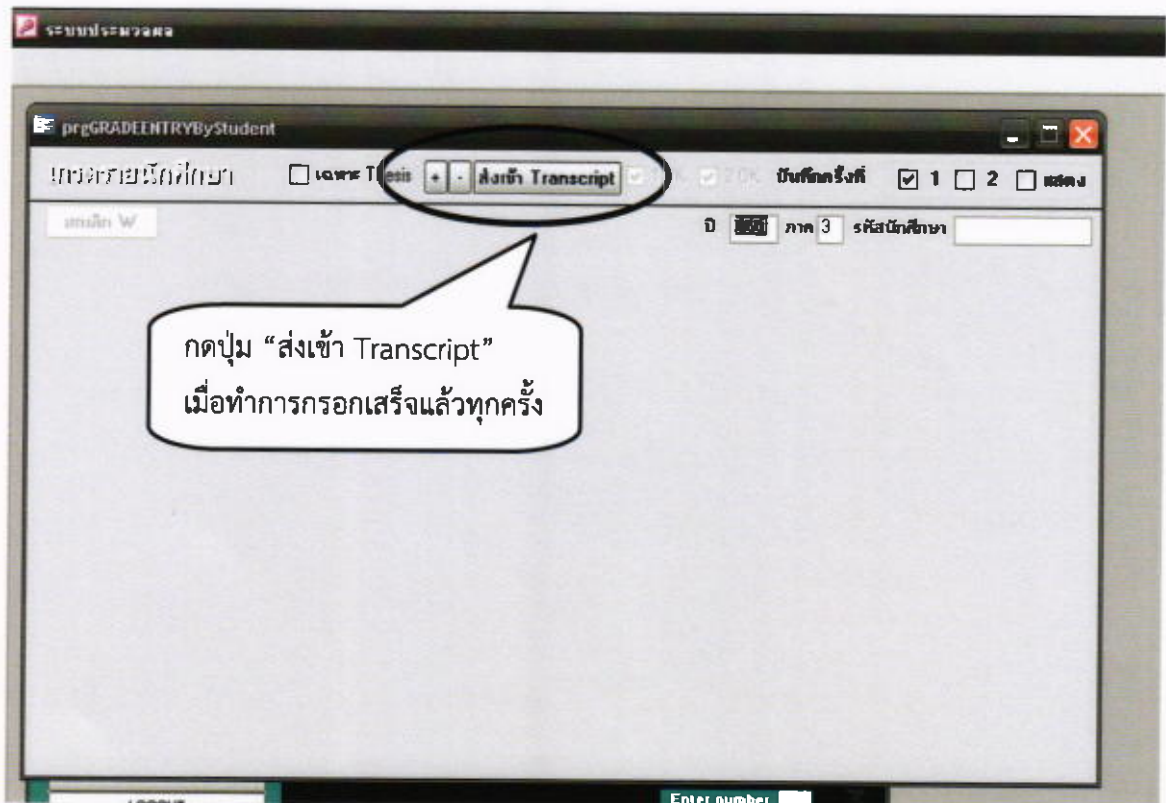 ระบบประมวลผล
prgGRADEENTRYByStudent
เกรดรายนักศึกษา เฉพาะ Thesis + - ส่งเข้า Transcript 2 OK บันทึกครั้งที่ 1 2 แสดง
ยกเลิก W ปี ภาค 3 รหัสนักศึกษา
กดปุ่ม “ส่งเข้า Transcript”
เมื่อทำการกรอกเสร็จแล้วทุกครั้ง
Enter number